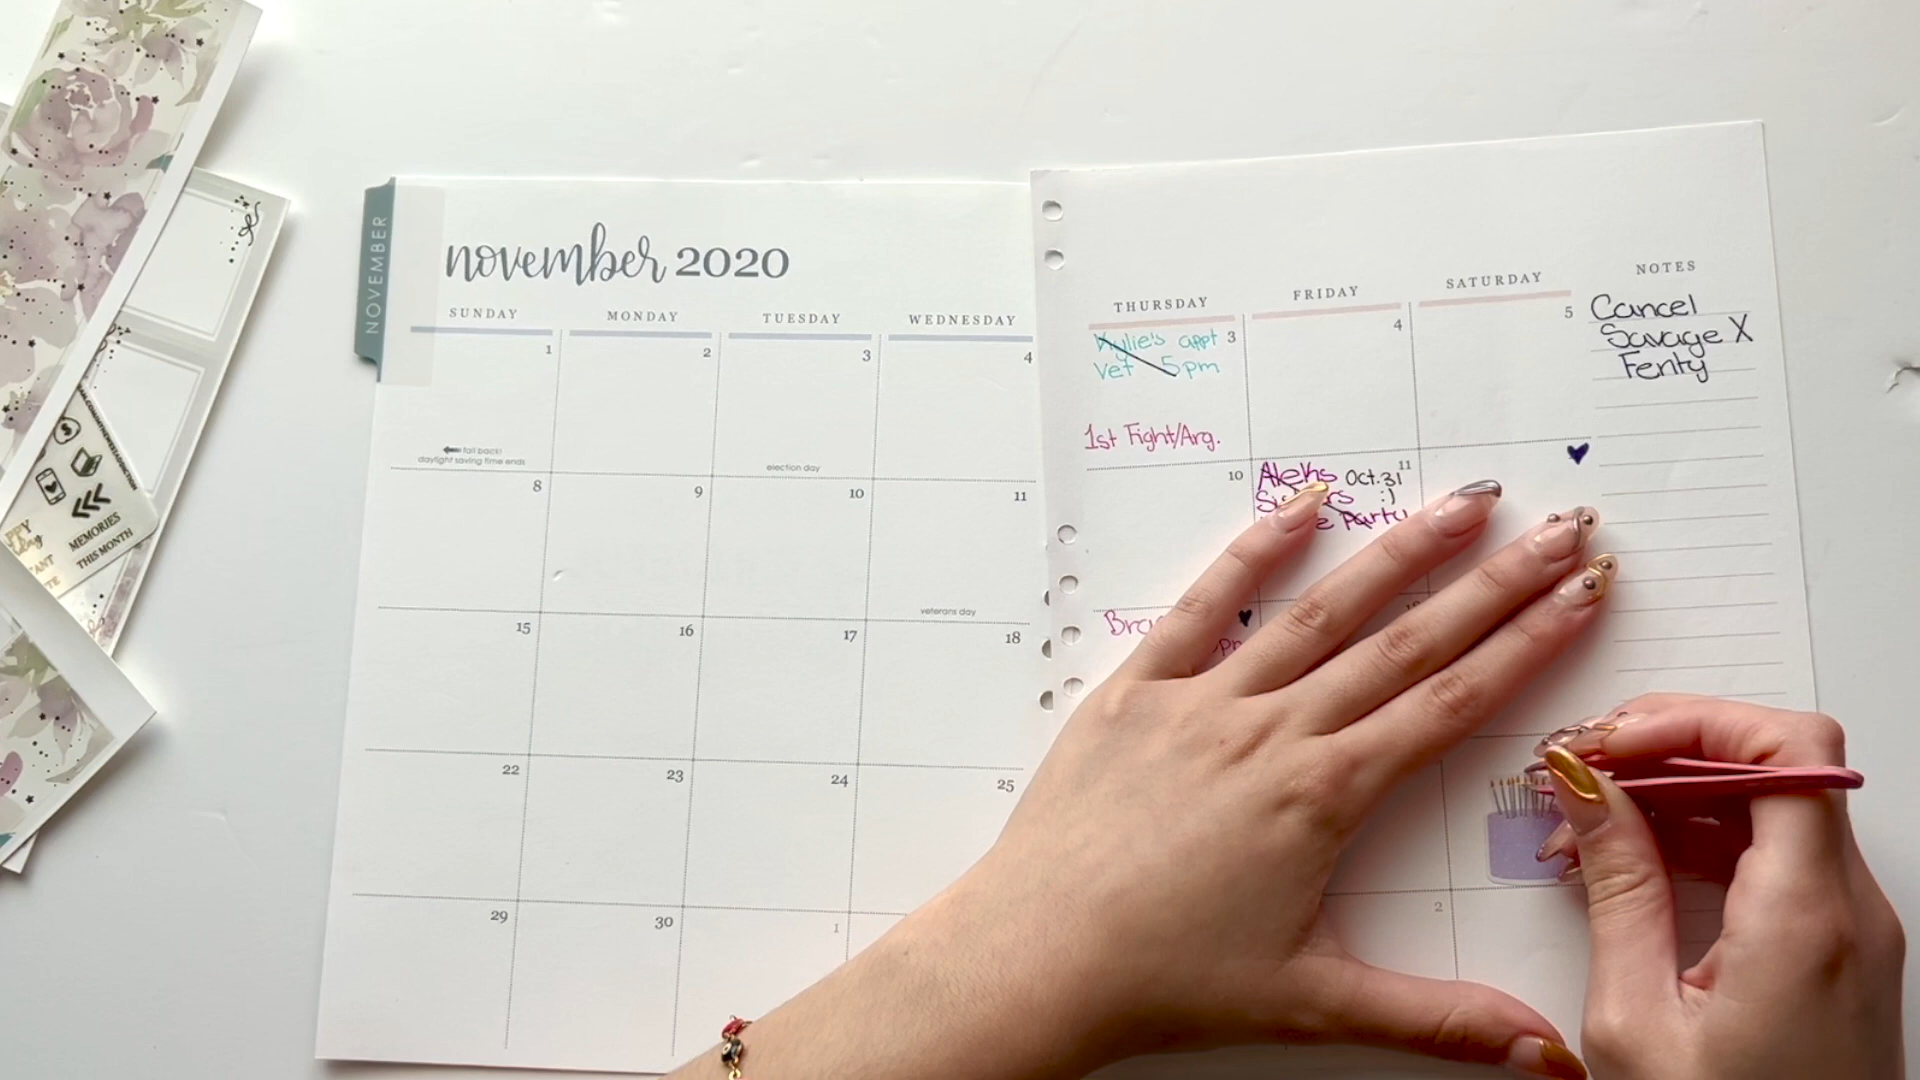 NOVEMBER
november 2020
SUNDAY MONDAY TUESDAY WEDNESDAY
1 2 3 4
fall back!
daylight saving time ends
election day
8 9 10 11
veterans day
15 16 17 18
22 23 24 25
29 30 1
THURSDAY FRIDAY SATURDAY NOTES
3 4 5
Kylie's appt
Vet 5pm
1st Fight/Arg.
Cancel
Savage X
Fenty
10 11
Aleks Oct.31
:)
Party
2
MEMORIES
THIS MONTH